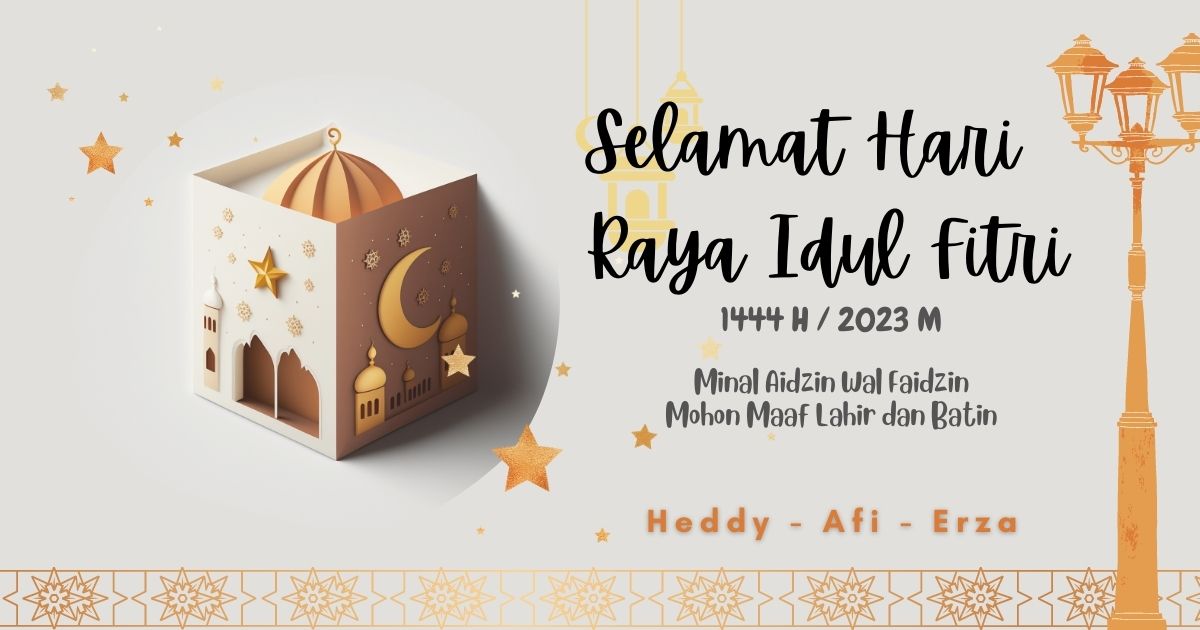 Selamat Hari
Raya Idul Fitri
1444 H / 2023 M
Minal Aidzin Wal Faidzin
Mohon Maaf Lahir dan Batin
Heddy - Afi - Erza